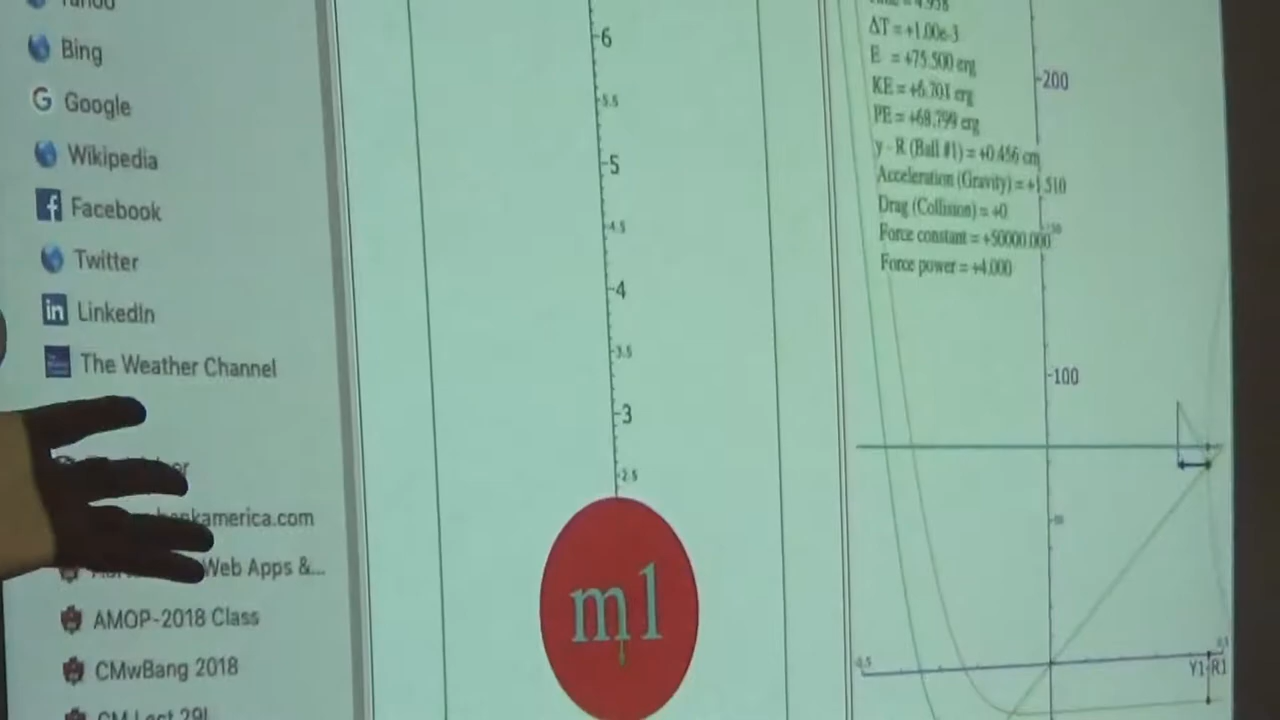 Yahoo
Bing
Google
Wikipedia
Facebook
Twitter
LinkedIn
The Weather Channel
Web Apps &...
AMOP-2018 Class
CMwBang 2018
6
5.5
5
4.5
4
3.5
3
2.5
m1
ΔT = +1.00e-3
E = +75.500 erg
KE = +6.701 erg
PE = +68.799 erg
y - R (Ball #1) = +0.456 cm
Acceleration (Gravity) = +1.510
Drag (Collision) = +0
Force constant = +50000.000
Force power = +4.000
200
100
50
Y1-R1